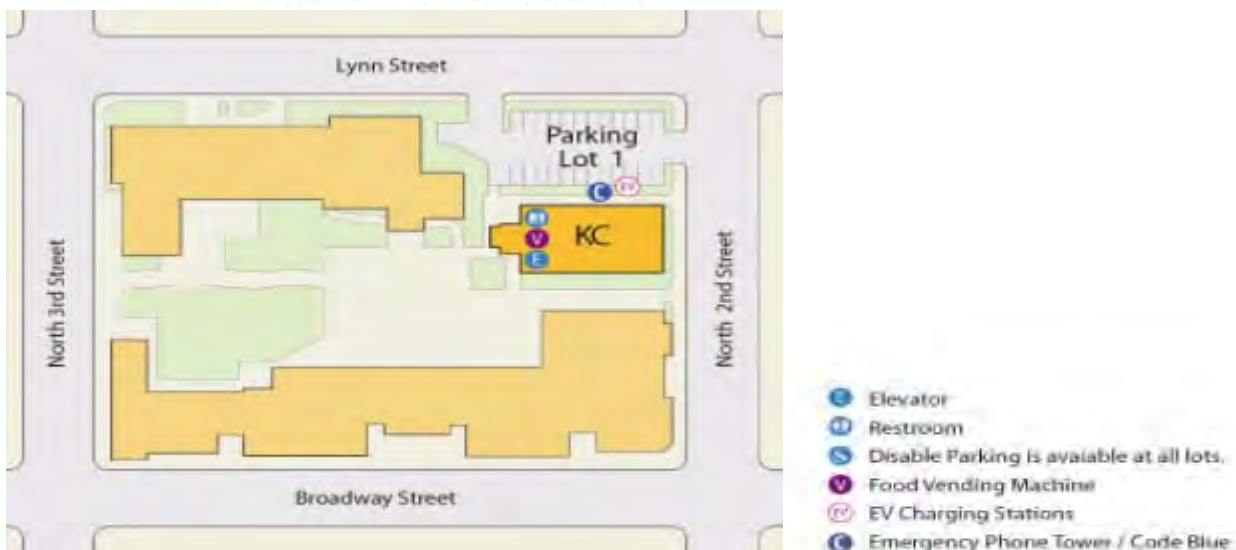 Lynn Street
Parking
Lot 1
C
EV
KC
V
E
North 3rd Street
North 2nd Street
Broadway Street
E Elevator
Restroom
Disable Parking is avaiable at all lots.
V Food Vending Machine
EV EV Charging Stations
C Emergency Phone Tower / Code Blue